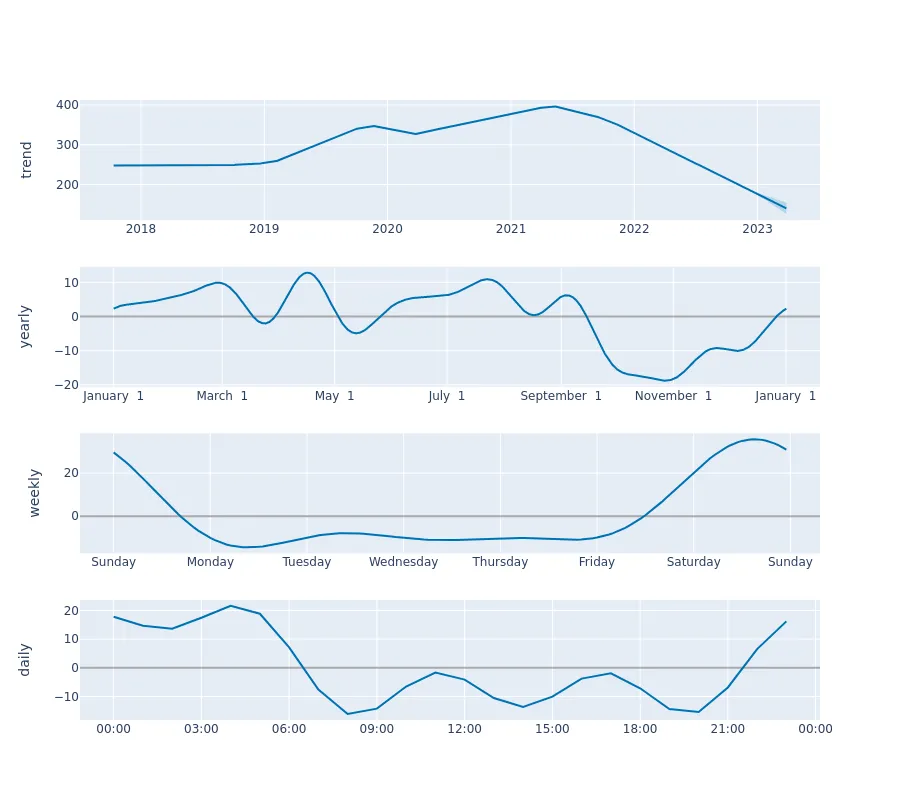 400
300
200
trend
2018 2019 2020 2021 2022 2023
10
0
−10
−20
yearly
January 1 March 1 May 1 July 1 September 1 November 1 January 1
20
0
weekly
Sunday Monday Tuesday Wednesday Thursday Friday Saturday Sunday
20
10
0
−10
daily
00:00 03:00 06:00 09:00 12:00 15:00 18:00 21:00 00:00